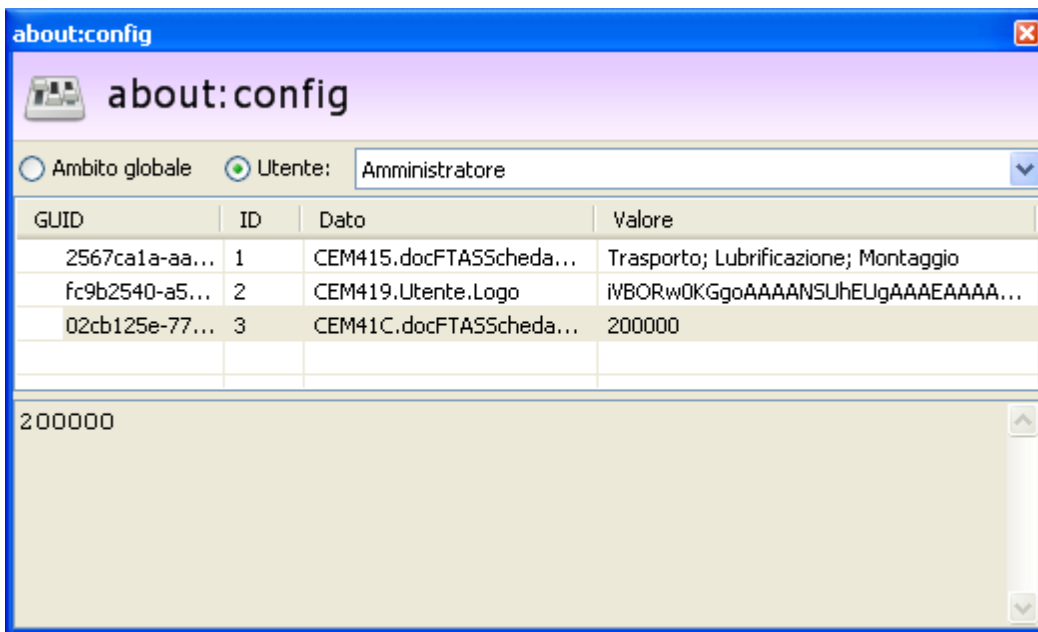 about:config
about:config
Ambito globale Utente: Amministratore
GUID ID Dato Valore
2567ca1a-aa... 1 CEM415.docFTASScheda... Trasporto; Lubrificazione; Montaggio
fc9b2540-a5... 2 CEM419.Utente.Logo iVBORw0KGgoAAAANSUhEUgAAAEAAAA...
02cb125e-77... 3 CEM41C.docFTASScheda... 200000
200000